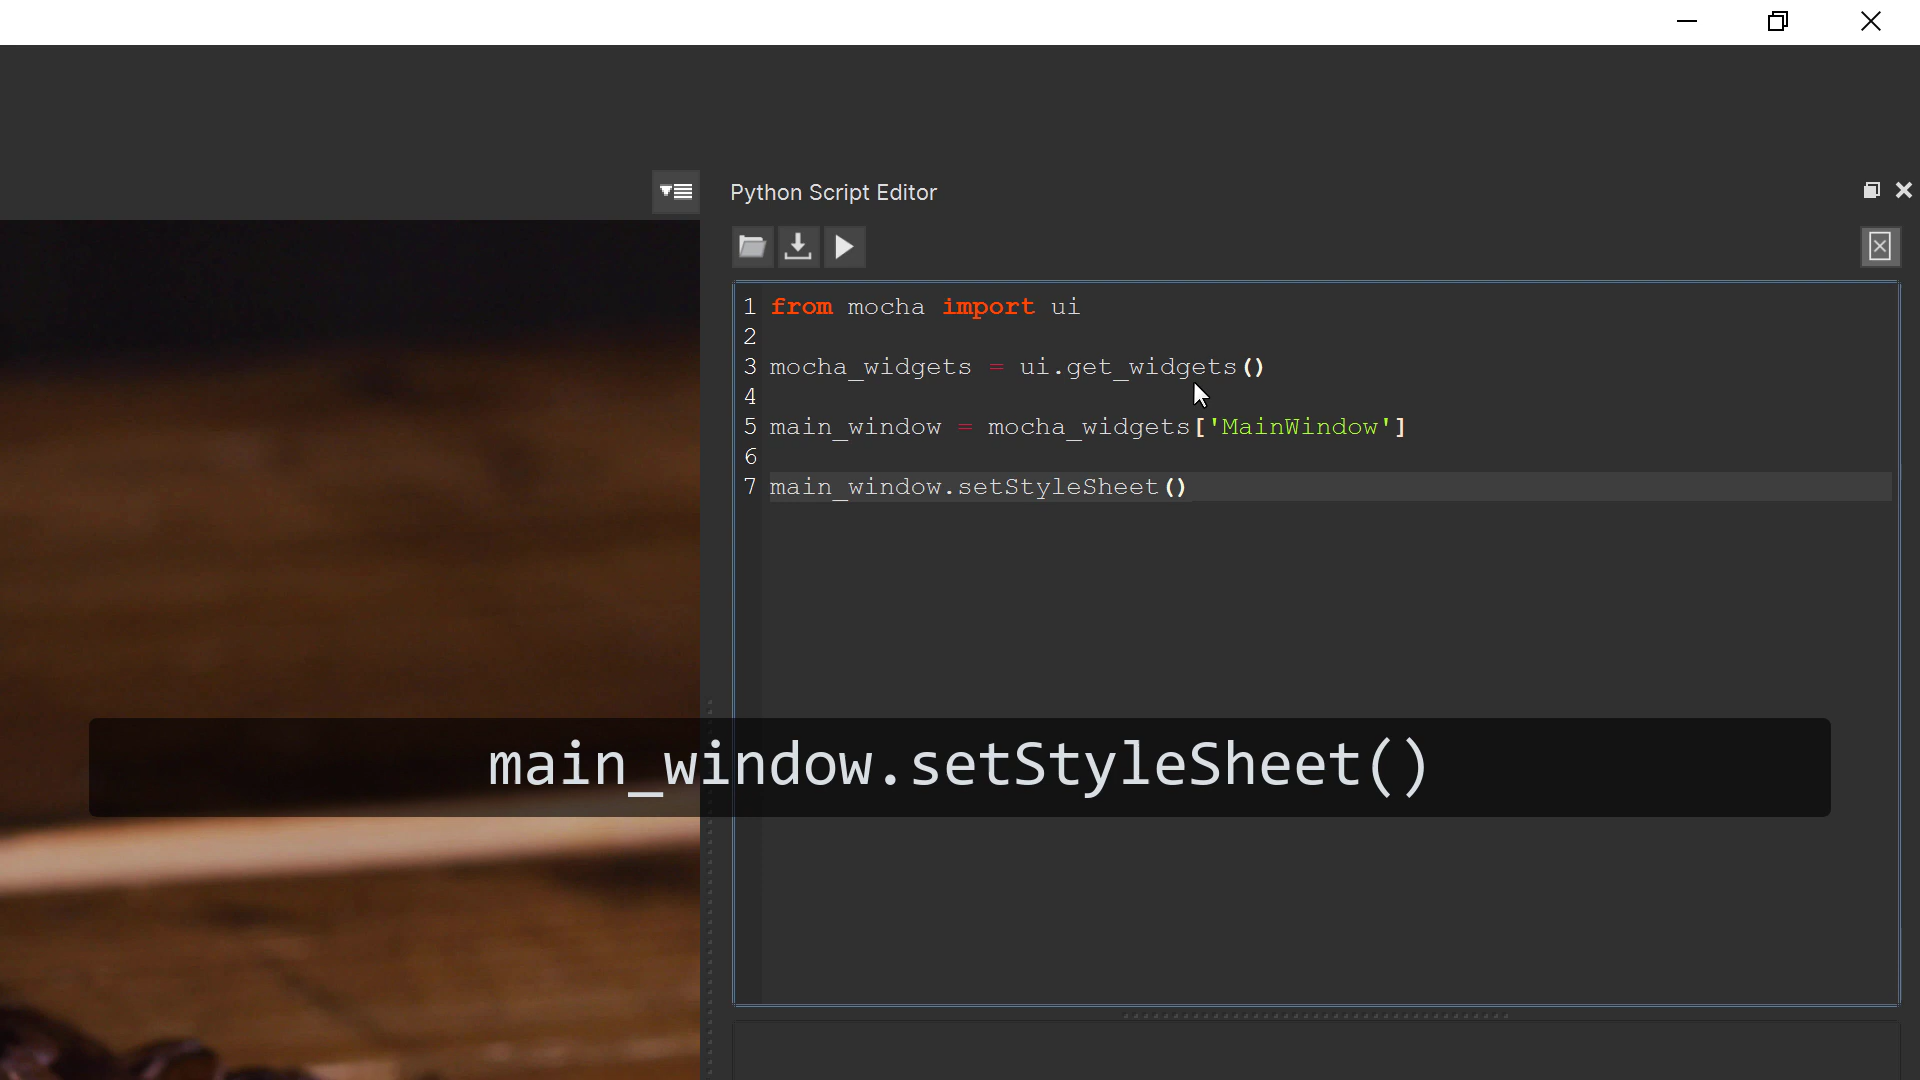 Python Script Editor
1 from mocha import ui
2
3 mocha_widgets = ui.get_widgets()
4
5 main_window = mocha_widgets['MainWindow']
6
7 main_window.setStyleSheet()
main_window.setStyleSheet()